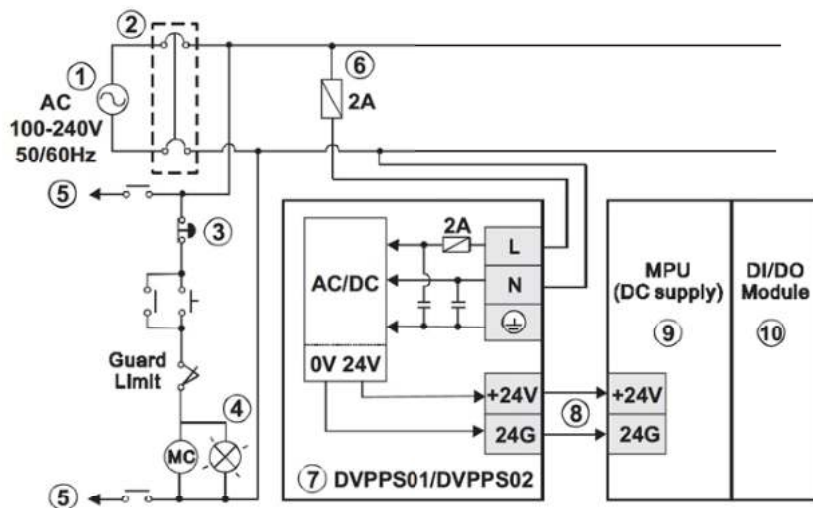 ②
①
AC
100-240V
50/60Hz
⑥
2A
⑤
③
Guard
Limit
④
MC
⑤
2A
L
N
AC/DC
0V 24V
+24V
24G
⑦ DVPPS01/DVPPS02
⑧
MPU
(DC supply)
⑨
+24V
24G
DI/DO
Module
⑩